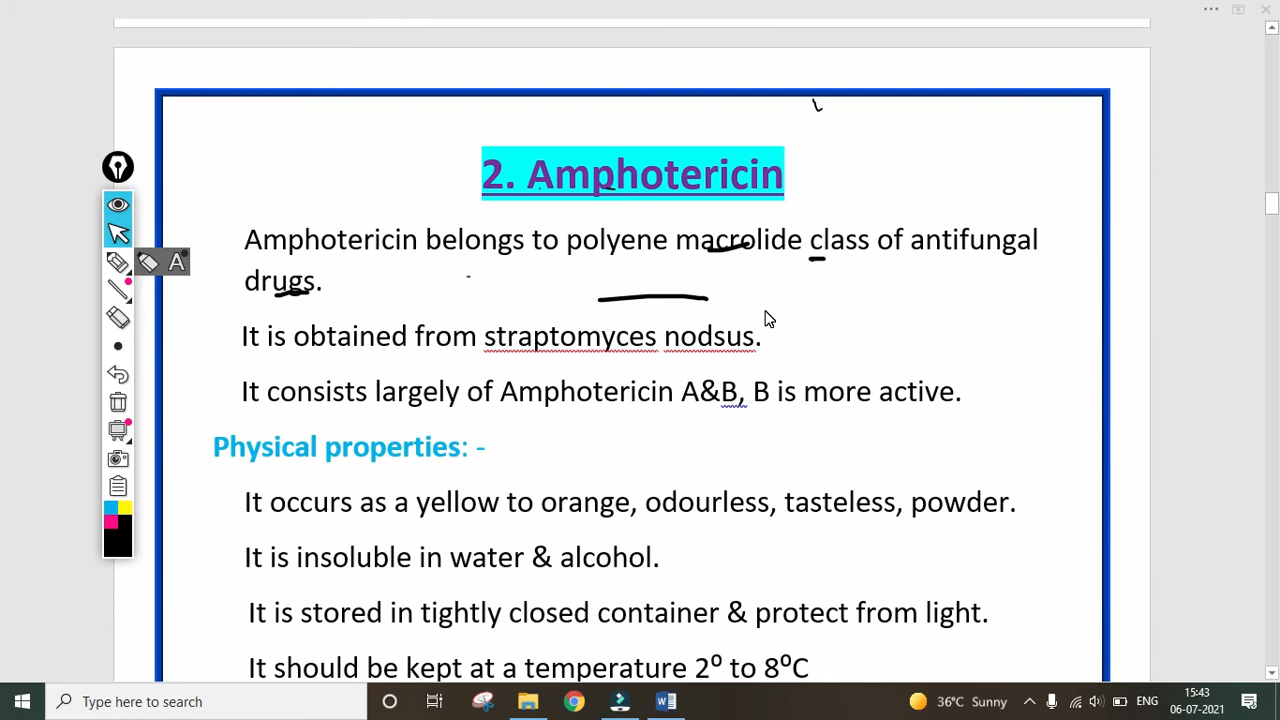 2. Amphotericin
Amphotericin belongs to polyene macrolide class of antifungal
drugs.
It is obtained from straptomyces nodsus.
It consists largely of Amphotericin A&B, B is more active.
Physical properties: -
It occurs as a yellow to orange, odourless, tasteless, powder.
It is insoluble in water & alcohol.
It is stored in tightly closed container & protect from light.
It should be kept at a temperature 2⁰ to 8⁰C
A
Type here to search
36°C Sunny
ENG
15:43
06-07-2021